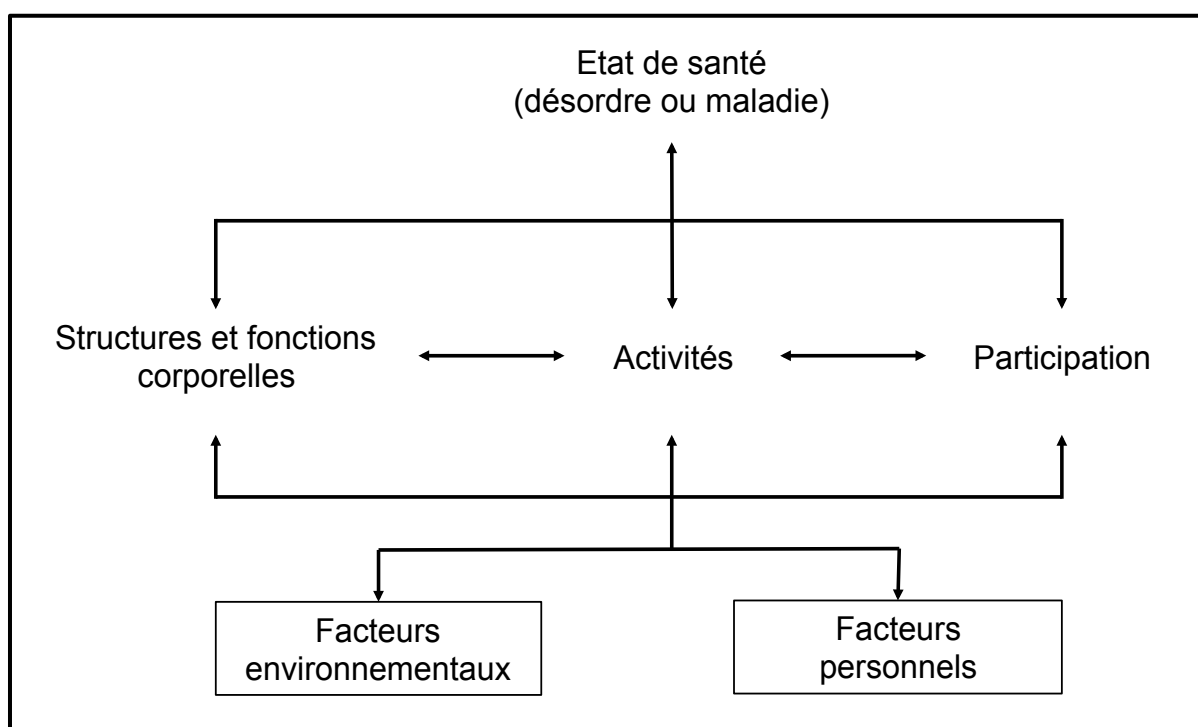 Etat de santé
(désordre ou maladie)
Structures et fonctions
corporelles
Activités
Participation
Facteurs
environnementaux
Facteurs
personnels